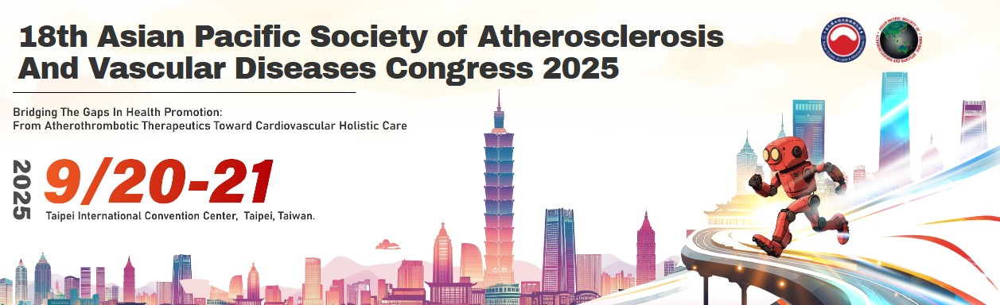 18th Asian Pacific Society of Atherosclerosis
And Vascular Diseases Congress 2025
Bridging The Gaps In Health Promotion:
From Atherothrombotic Therapeutics Toward Cardiovascular Holistic Care
2025
9/20-21
Taipei International Convention Center, Taipei, Taiwan.